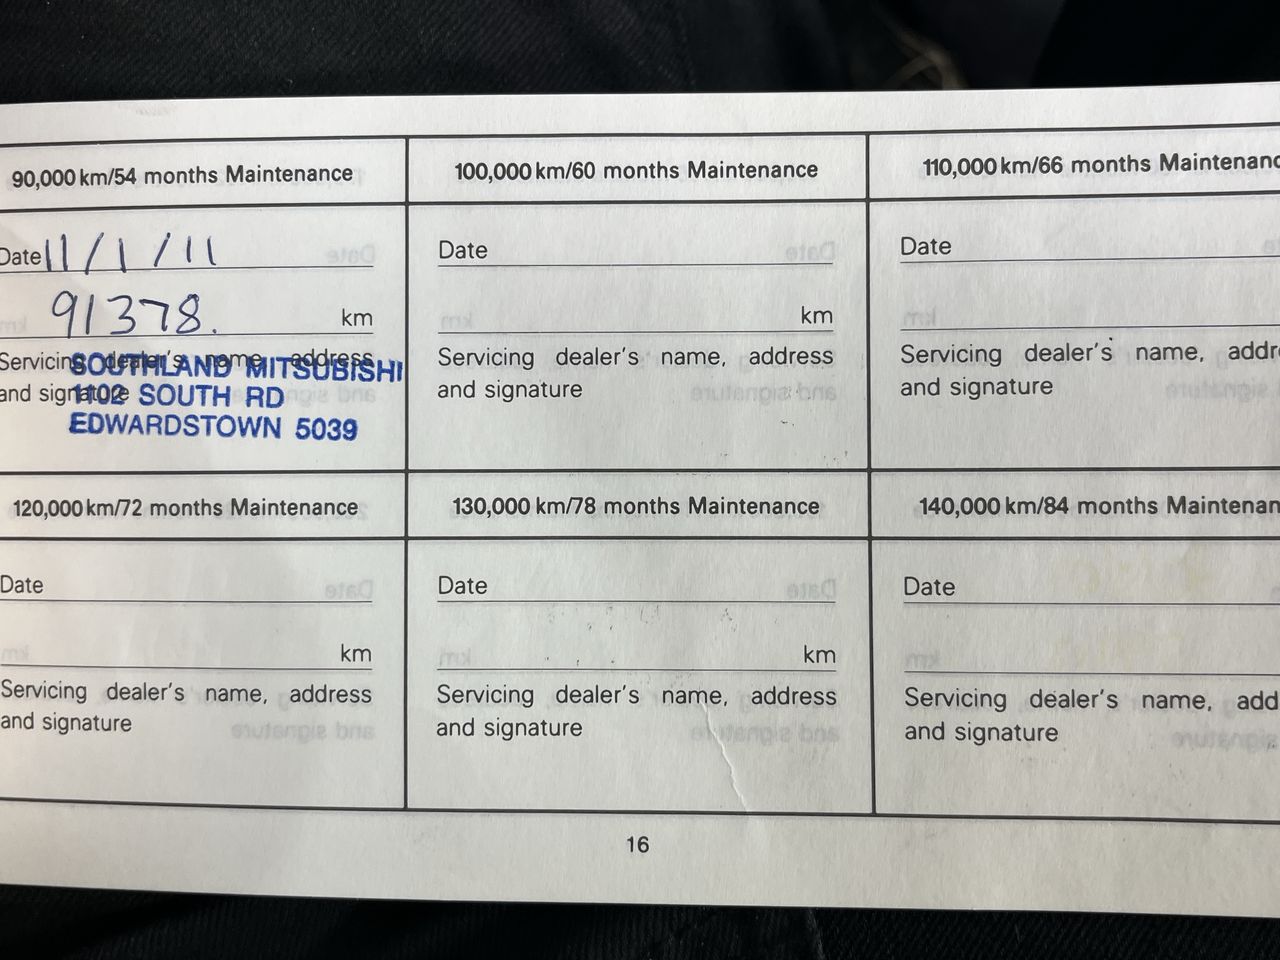 90,000 km/54 months Maintenance
Date 11/1/11
91378. km
Servicing dealer's name, address
and signature
SOUTHLAND MITSUBISHI
1102 SOUTH RD
EDWARDSTOWN 5039
100,000 km/60 months Maintenance
Date
km
Servicing dealer's name, address
and signature
110,000 km/66 months Maintenanc
Date
Servicing dealer's name, addr
and signature
120,000 km/72 months Maintenance
Date
km
Servicing dealer's name, address
and signature
130,000 km/78 months Maintenance
Date
km
Servicing dealer's name, address
and signature
140,000 km/84 months Maintenan
Date
Servicing dealer's name, add
and signature
16